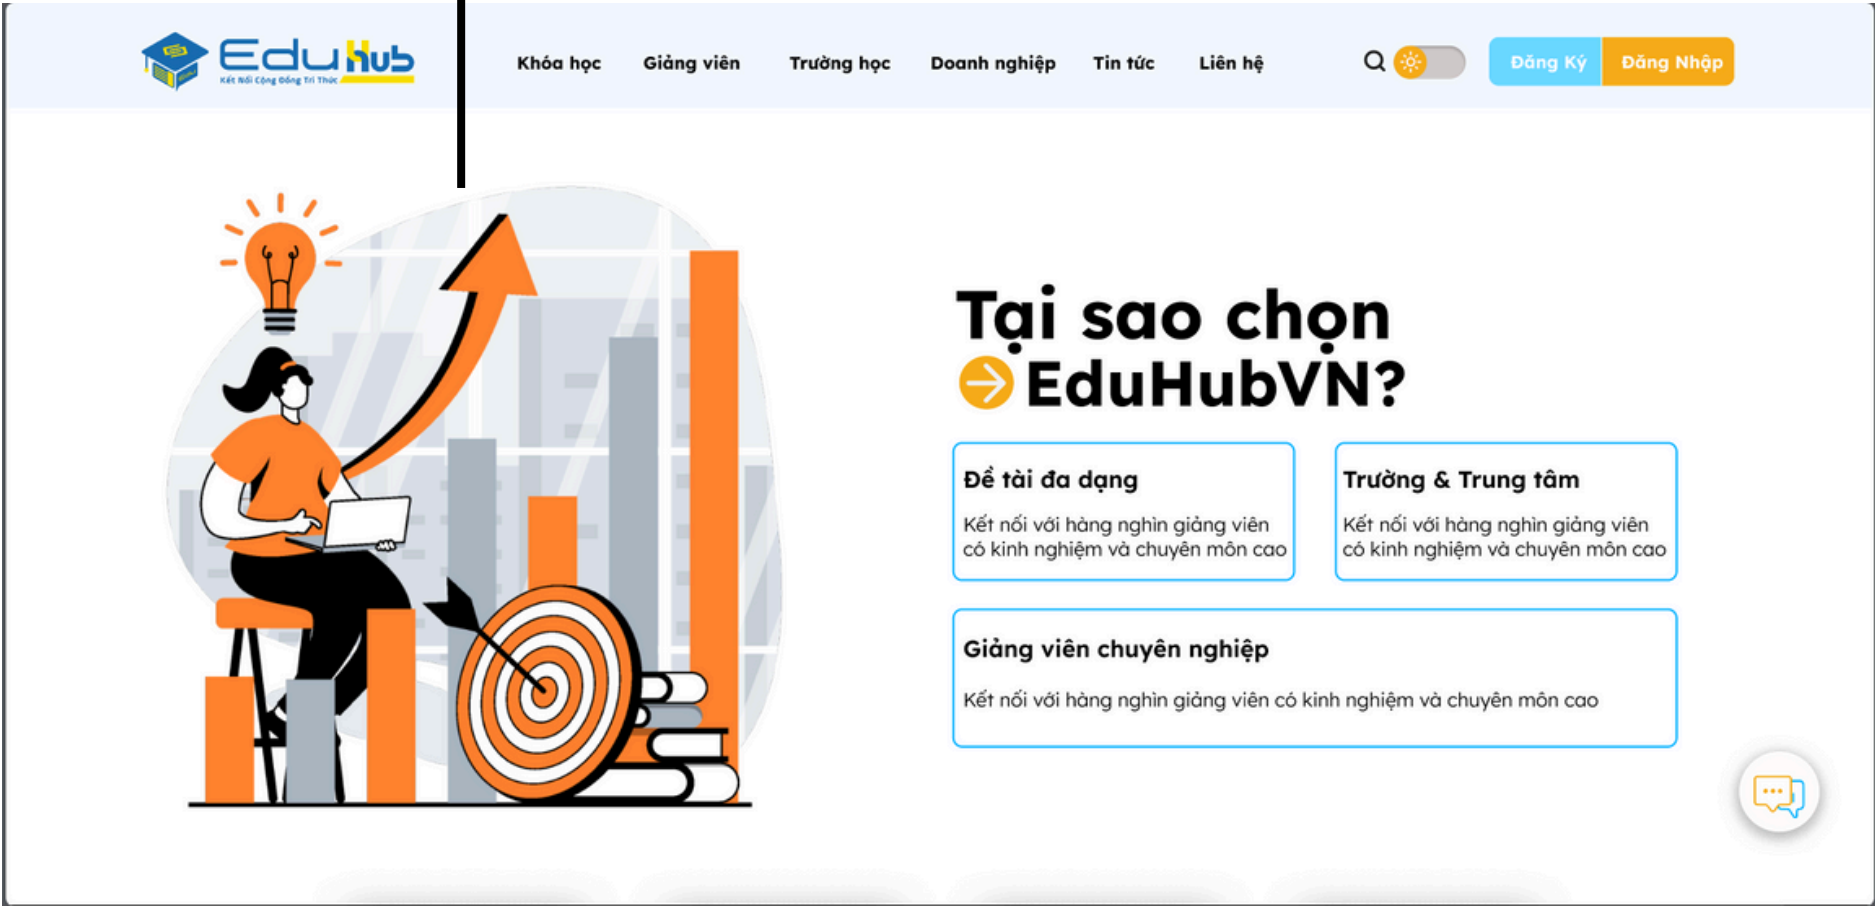 Edu Hub
Kết Nối Cộng Đồng Tri Thức
Khóa học Giảng viên Trường học Doanh nghiệp Tin tức Liên hệ Đăng Ký Đăng Nhập
Tại sao chọn
EduHubVN?
Đề tài đa dạng
Kết nối với hàng nghìn giảng viên
có kinh nghiệm và chuyên môn cao
Trường & Trung tâm
Kết nối với hàng nghìn giảng viên
có kinh nghiệm và chuyên môn cao
Giảng viên chuyên nghiệp
Kết nối với hàng nghìn giảng viên có kinh nghiệm và chuyên môn cao